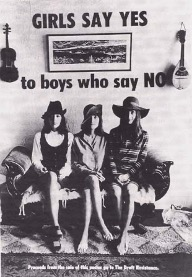 GIRLS SAY YES
to boys who say NO
Proceeds from the sale of this poster go to The Draft Resistance.